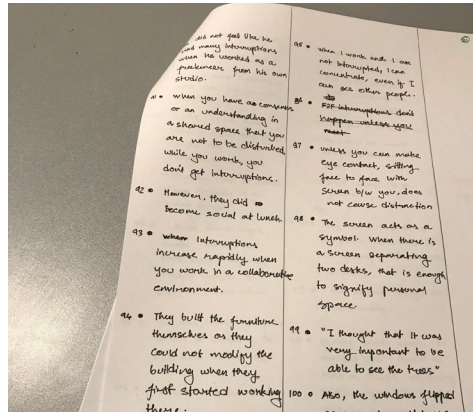 did not feel like he
had many interruptions
when he worked as a
freelancer from his own
studio.
91 • when you have a consensus
or an understanding in
a shared space that you
are not to be disturbed
while you work, you
dont get interruptions.
92 • However, they did
become social at lunch
93 • when Interruptions
increase rapidly when
you work in a collaborative
environment.
94 • They built the furniture
themselves as they
could not modify the
building when they
first started working
there.
95 • when I work and I am
not interrupted, I can
concentrate, even if I
can see other people.
96 • F2F interruptions don't
happen unless you
meet
97 • unless you can make
eye contact, sitting
face to face with
screen b/w you, does
not cause distraction
98 • The screen acts as a
symbol. When there is
a screen separating
two desks, that is enough
to signify personal
space
99 • "I thought that it was
very important to be
able to see the trees"
100 • Also, the windows flipped